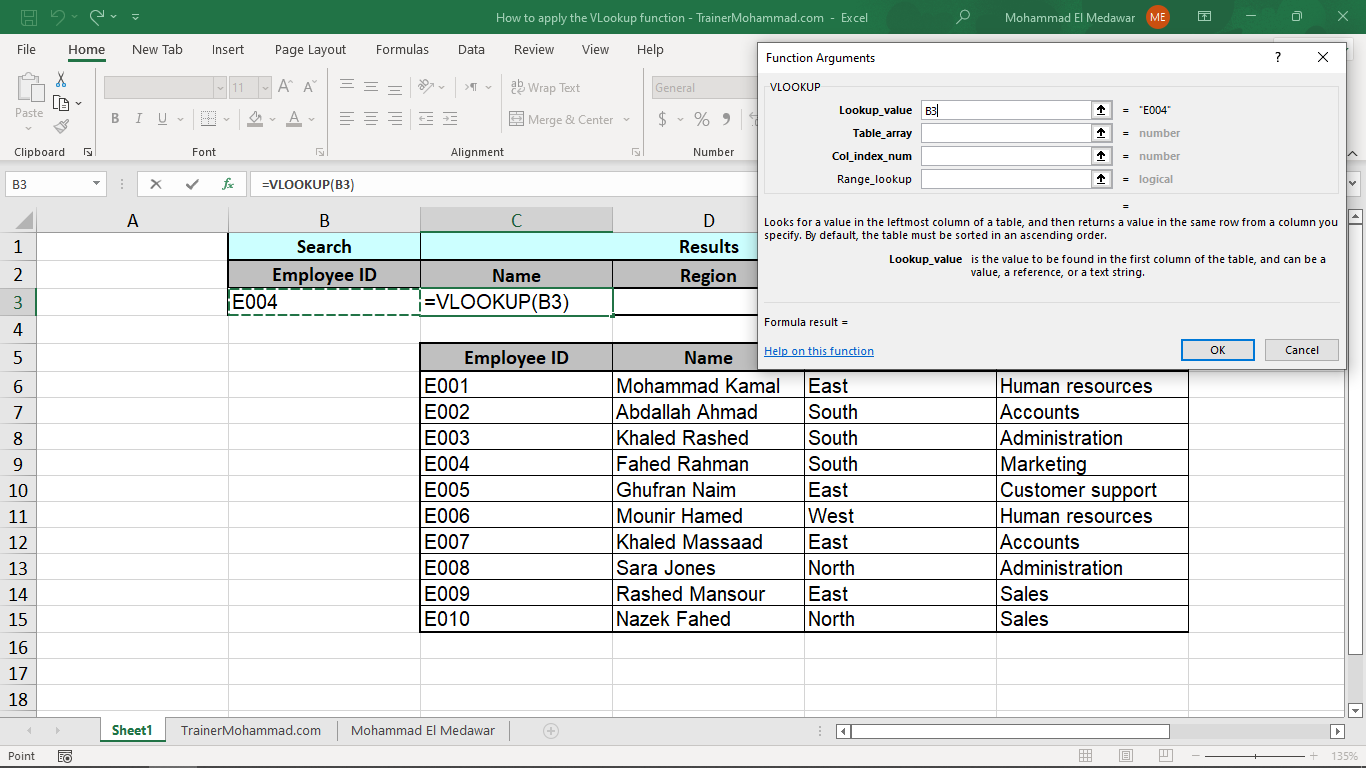 How to apply the VLookup function - TrainerMohammad.com - Excel
Mohammad El Medawar ME
File Home New Tab Insert Page Layout Formulas Data Review View Help
Paste
11
B I U
A A
ab Wrap Text
Merge & Center
General
$ % 9
Clipboard Font Alignment Number
Function Arguments
? ×
VLOOKUP
Lookup_value B3 = "E004"
Table_array = number
Col_index_num = number
Range_lookup = logical
=
Looks for a value in the leftmost column of a table, and then returns a value in the same row from a column you
specify. By default, the table must be sorted in an ascending order.
Lookup_value is the value to be found in the first column of the table, and can be a
value, a reference, or a text string.
Formula result =
Help on this function
OK Cancel
B3 fx =VLOOKUP(B3)
A B C D
1 Search Results
2 Employee ID Name Region
3 E004 =VLOOKUP(B3)
4
5 Employee ID Name
6 E001 Mohammad Kamal East Human resources
7 E002 Abdallah Ahmad South Accounts
8 E003 Khaled Rashed South Administration
9 E004 Fahed Rahman South Marketing
10 E005 Ghufran Naim East Customer support
11 E006 Mounir Hamed West Human resources
12 E007 Khaled Massaad East Accounts
13 E008 Sara Jones North Administration
14 E009 Rashed Mansour East Sales
15 E010 Nazek Fahed North Sales
16
17
18
Sheet1 TrainerMohammad.com Mohammad El Medawar
Point
135%